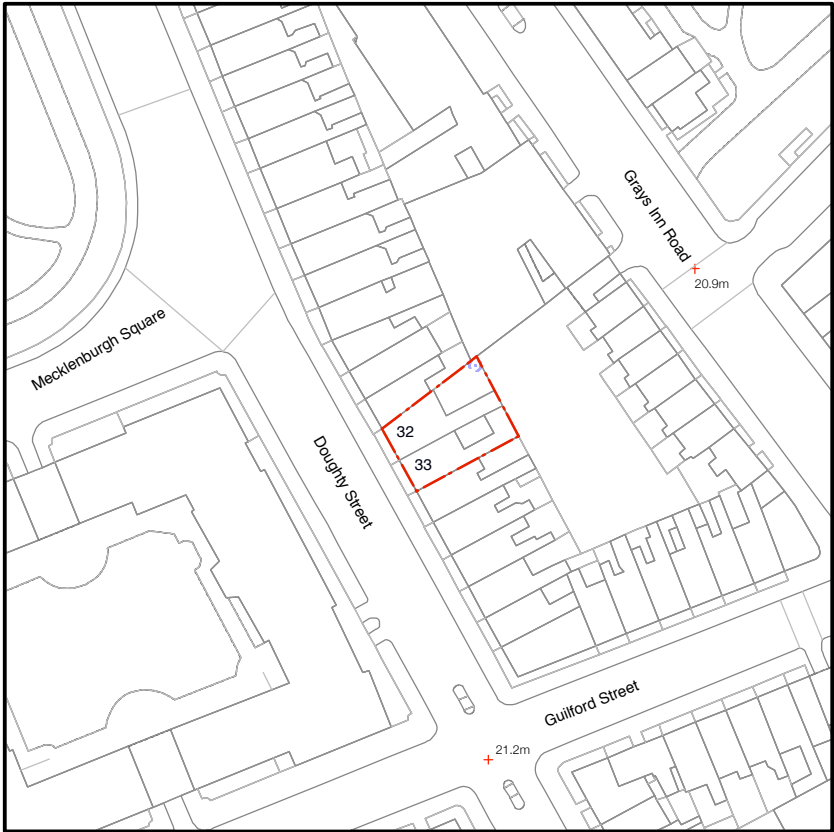 Grays Inn Road
20.9m
Mecklenburgh Square
32
33
Doughty Street
Guilford Street
21.2m